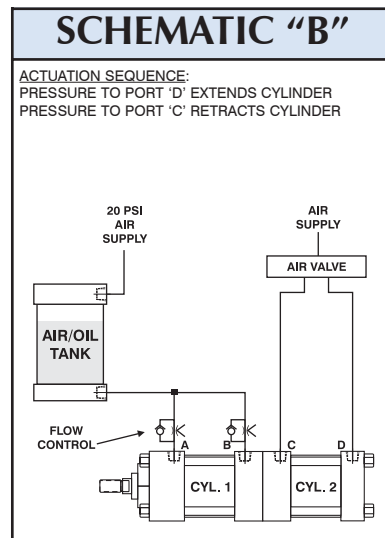 SCHEMATIC “B”
ACTUATION SEQUENCE:
PRESSURE TO PORT ‘D’ EXTENDS CYLINDER
PRESSURE TO PORT ‘C’ RETRACTS CYLINDER
20 PSI
AIR
SUPPLY
AIR
SUPPLY
AIR VALVE
AIR/OIL
TANK
FLOW
CONTROL
A
B
C
D
CYL. 1
CYL. 2